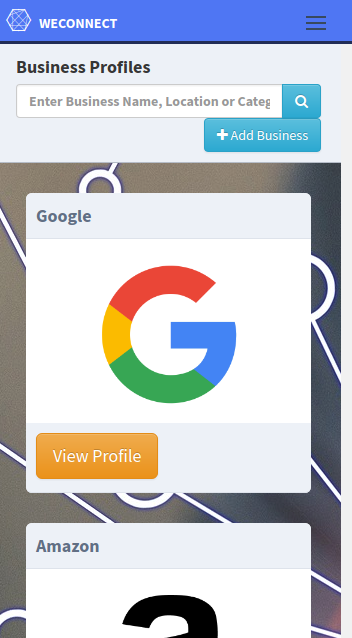 WECONNECT
Business Profiles
Enter Business Name, Location or Categ
Add Business
Google
View Profile
Amazon